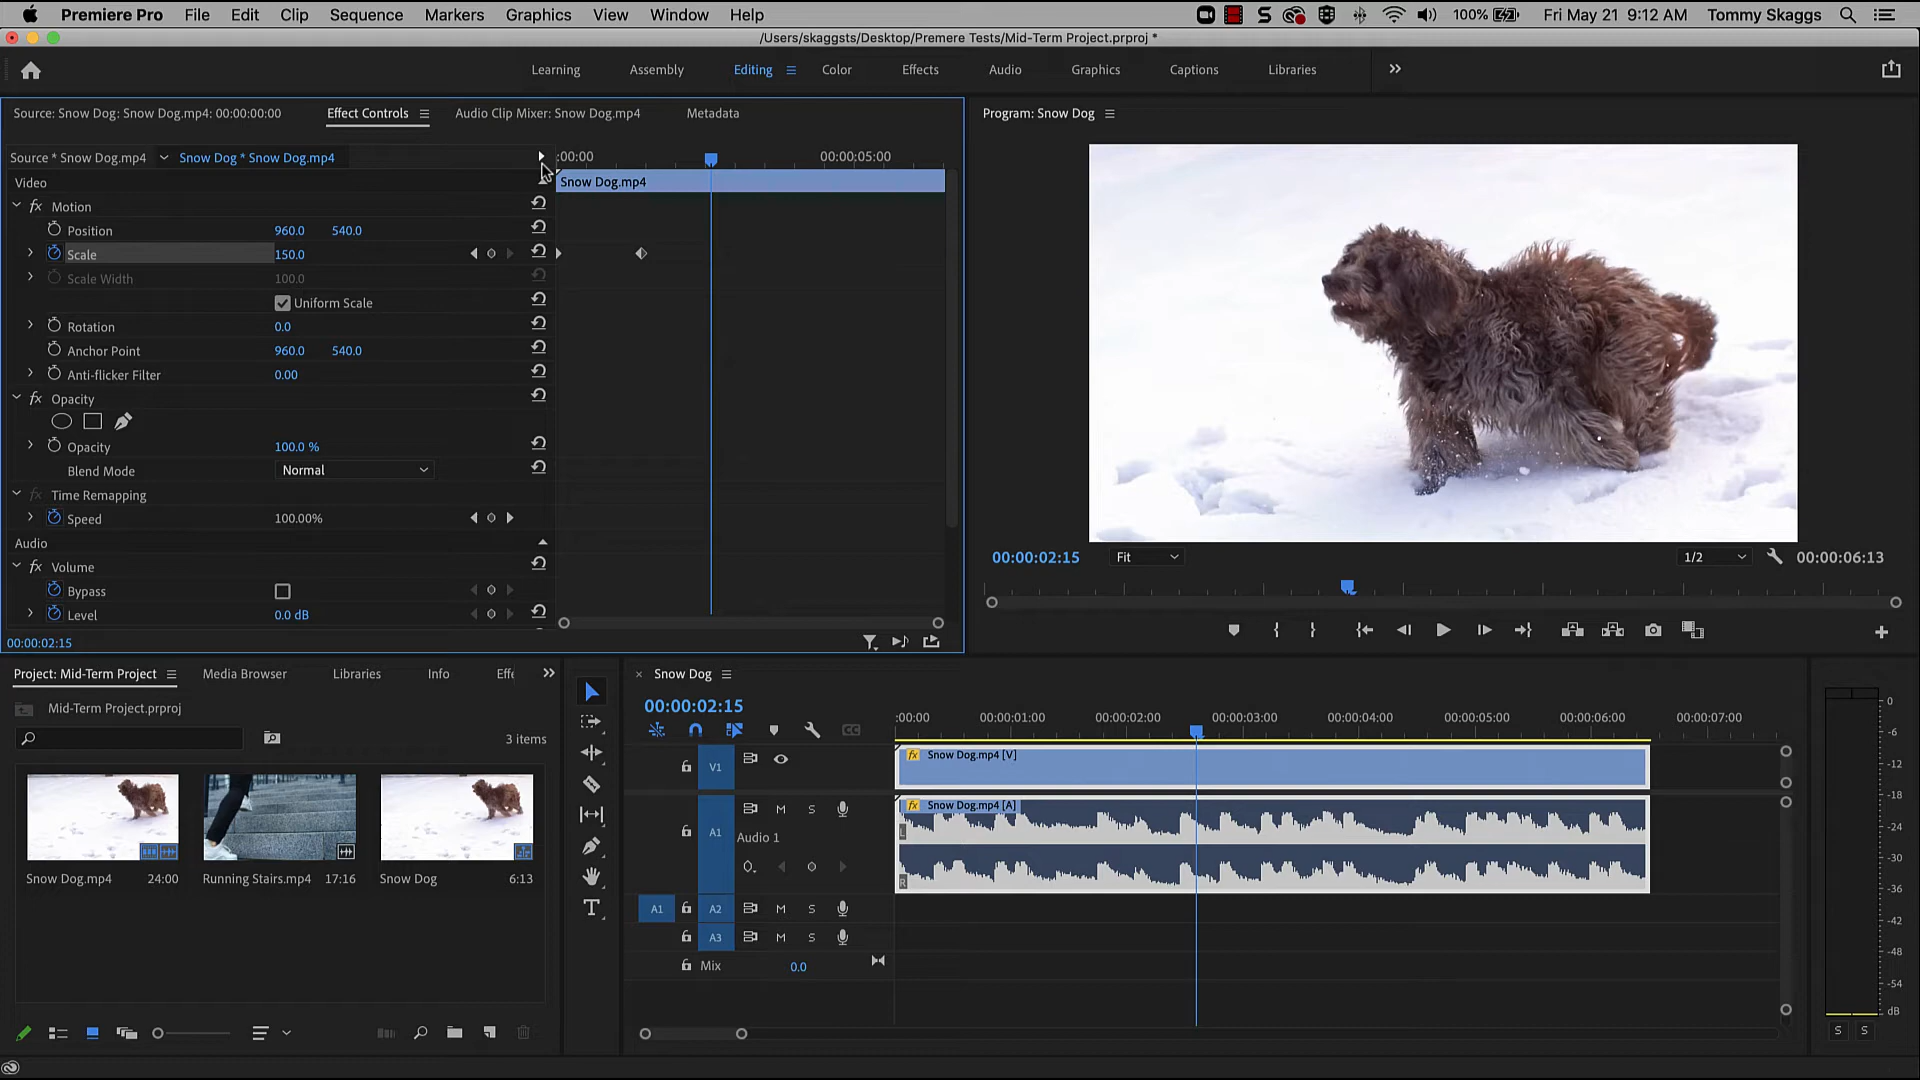 Premiere Pro File Edit Clip Sequence Markers Graphics View Window Help 100% Fri May 21 9:12 AM Tommy Skaggs
/Users/skaggsts/Desktop/Premere Tests/Mid-Term Project.prproj *
Learning Assembly Editing Color Effects Audio Graphics Captions Libraries
Source: Snow Dog: Snow Dog.mp4: 00:00:00:00 Effect Controls Audio Clip Mixer: Snow Dog.mp4 Metadata
Source * Snow Dog.mp4 Snow Dog * Snow Dog.mp4 :00:00 00:00:05:00
Video Snow Dog.mp4
fx Motion
Position 960.0 540.0
Scale 150.0
Scale Width 100.0
Uniform Scale
Rotation 0.0
Anchor Point 960.0 540.0
Anti-flicker Filter 0.00
fx Opacity
Opacity 100.0 %
Blend Mode Normal
fx Time Remapping
Speed 100.00%
Audio
fx Volume
Bypass
Level 0.0 dB
00:00:02:15
Program: Snow Dog
00:00:02:15 Fit 1/2 00:00:06:13
Project: Mid-Term Project Media Browser Libraries Info Effe
Mid-Term Project.prproj
3 items
Snow Dog.mp4 24:00 Running Stairs.mp4 17:16 Snow Dog 6:13
T
× Snow Dog
00:00:02:15
:00:00 00:00:01:00 00:00:02:00 00:00:03:00 00:00:04:00 00:00:05:00 00:00:06:00 00:00:07:00
CC
V1 fx Snow Dog.mp4 [V]
A1 M S fx Snow Dog.mp4 [A]
Audio 1
L
R
A1 A2 M S
A3 M S
Mix 0.0
0
-6
-12
-18
-24
-30
-36
-42
-48
-54
dB
S S